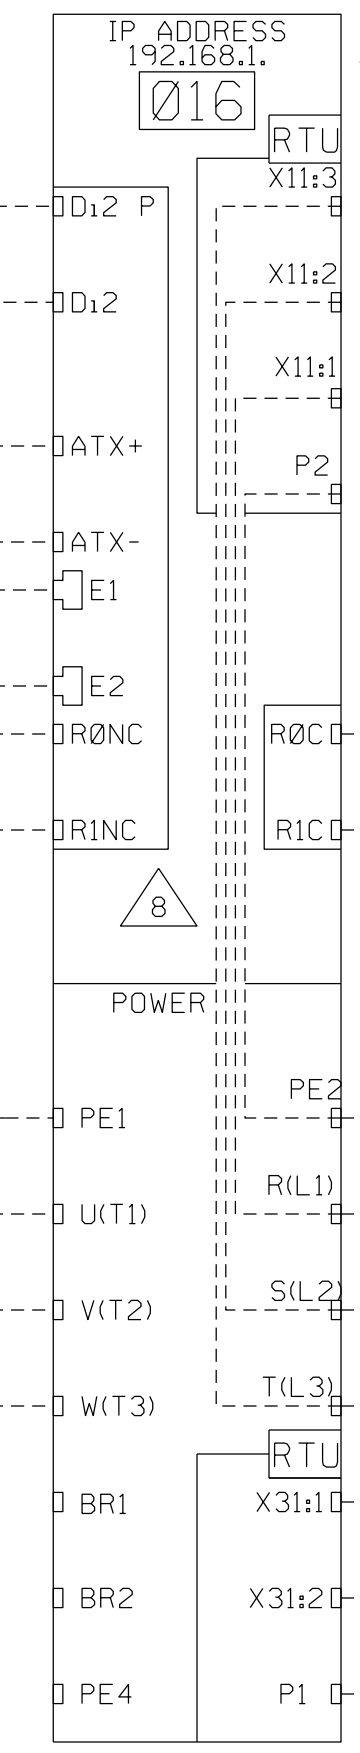 IP ADDRESS
192.168.1.
Ø16
RTU
X11:3
Di2 P
X11:2
Di2
X11:1
ATX+
P2
ATX-
E1
E2
RØNC
RØC
R1NC
R1C
8
POWER
PE2
PE1
R(L1)
U(T1)
S(L2)
V(T2)
T(L3)
W(T3)
RTU
BR1
X31:1
BR2
X31:2
PE4
P1